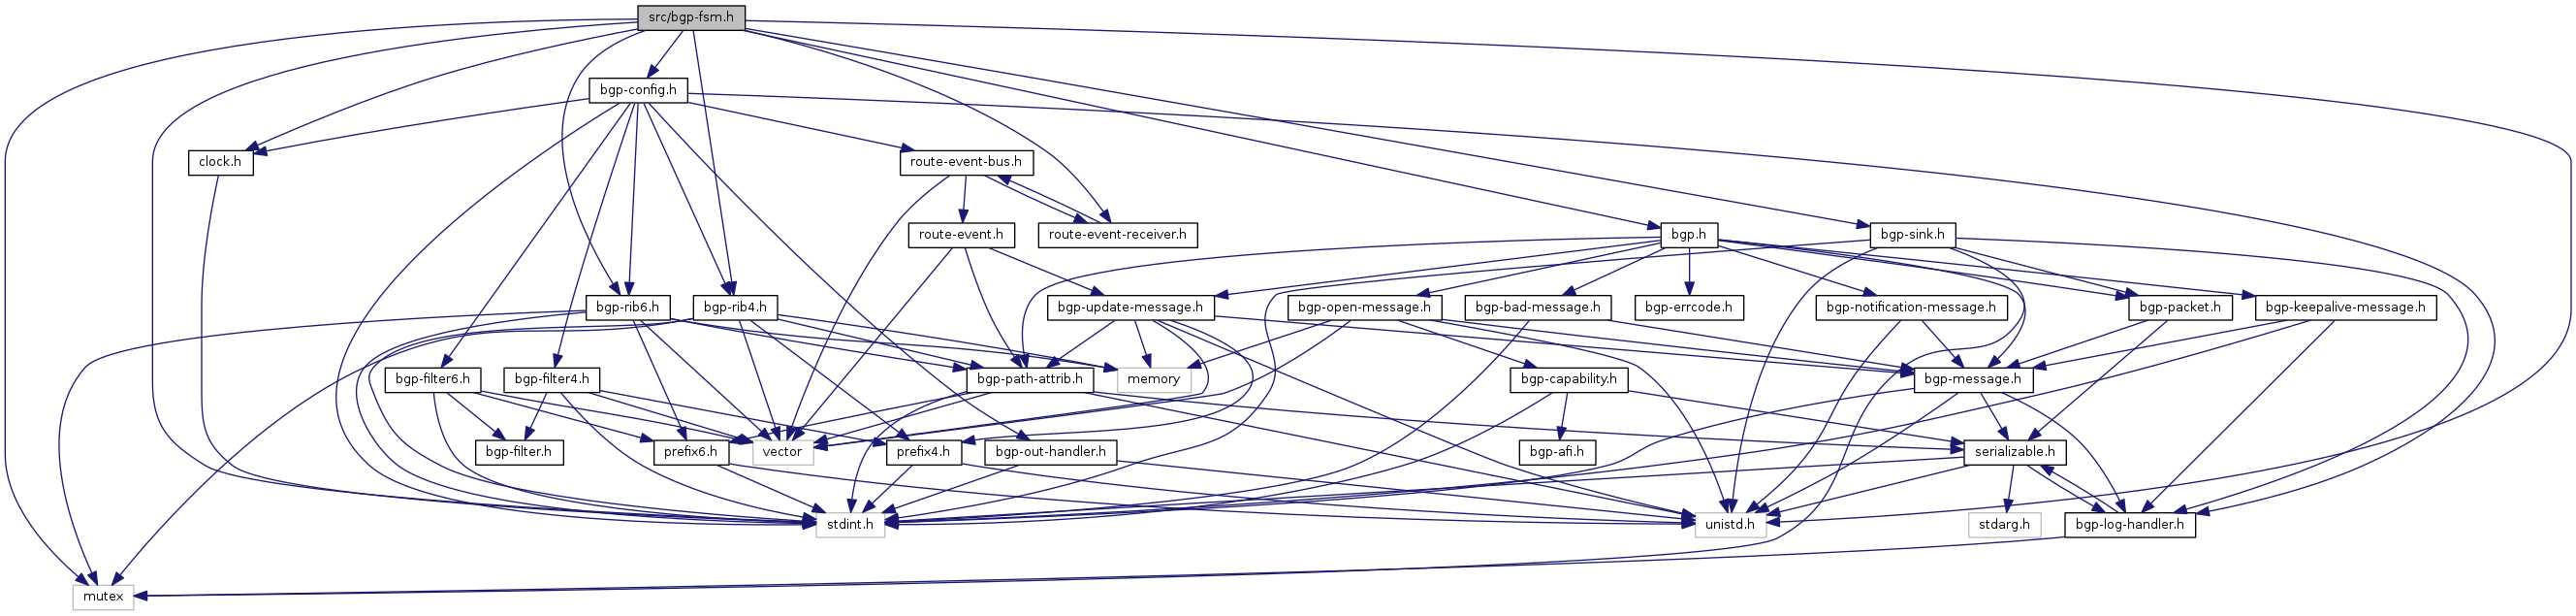 src/bgp-fsm.h
bgp-config.h
clock.h
route-event-bus.h
route-event.h
route-event-receiver.h
bgp.h
bgp-sink.h
bgp-rib6.h
bgp-rib4.h
bgp-update-message.h
bgp-open-message.h
bgp-bad-message.h
bgp-errcode.h
bgp-notification-message.h
bgp-packet.h
bgp-keepalive-message.h
bgp-filter6.h
bgp-filter4.h
bgp-path-attrib.h
memory
bgp-capability.h
bgp-message.h
bgp-filter.h
prefix6.h
vector
prefix4.h
bgp-out-handler.h
bgp-afi.h
serializable.h
stdint.h
unistd.h
stdarg.h
bgp-log-handler.h
mutex